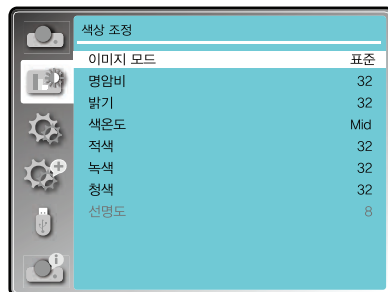 색상 조정
이미지 모드 표준
명암비 32
밝기 32
색온도 Mid
적색 32
녹색 32
청색 32
선명도 8